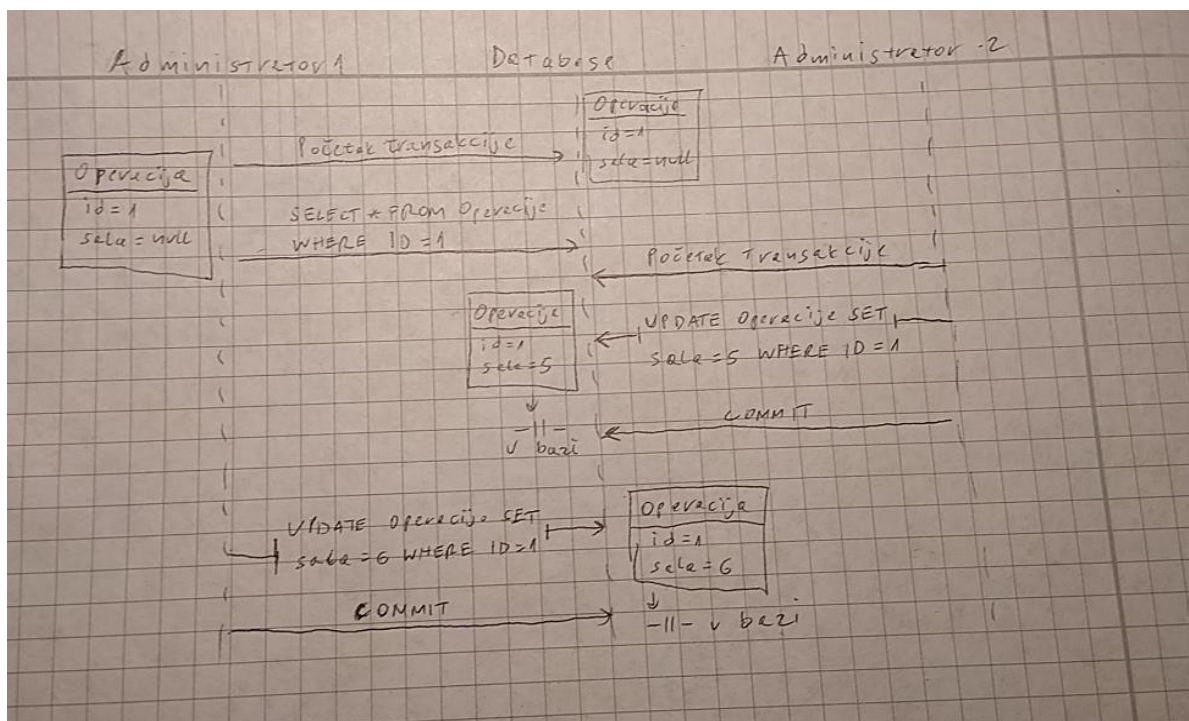 Administrator 1
Database
Administrator 2
Operacija
id=1
sala=null
Početak transakcije
Operacija
id=1
sala=null
SELECT * FROM Operacije
WHERE ID=1
Početak transakcije
Operacije
id=1
sala=5
UPDATE Operacije SET
sala=5 WHERE ID=1
COMMIT
-||-
u bazi
UPDATE Operacije SET
sala=6 WHERE ID=1
Operacija
id=1
sala=6
COMMIT
-||- u bazi